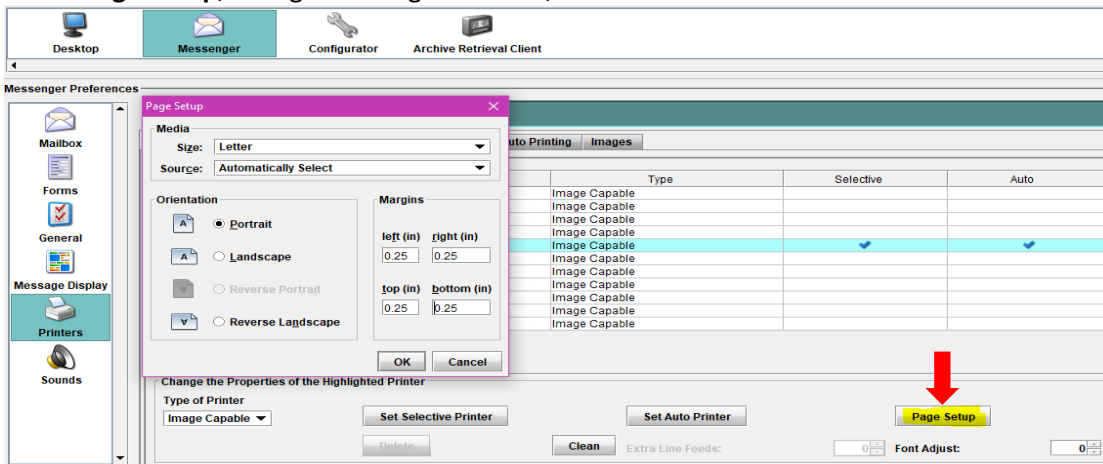 Desktop
Messenger
Configurator
Archive Retrieval Client
Messenger Preferences
Mailbox
Forms
General
Message Display
Printers
Sounds
Page Setup
Media
Size: Letter
Source: Automatically Select
Orientation
Portrait
Landscape
Reverse Portrait
Reverse Landscape
Margins
left (in) right (in)
0.25 0.25
top (in) bottom (in)
0.25 0.25
OK Cancel
uto Printing Images
Type Selective Auto
Image Capable
Image Capable
Image Capable
Image Capable
Image Capable
Image Capable
Image Capable
Image Capable
Image Capable
Image Capable
Image Capable
Change the Properties of the Highlighted Printer
Type of Printer
Image Capable Set Selective Printer Set Auto Printer Page Setup
Delete Clean Extra Line Feeds: 0 Font Adjust: 0